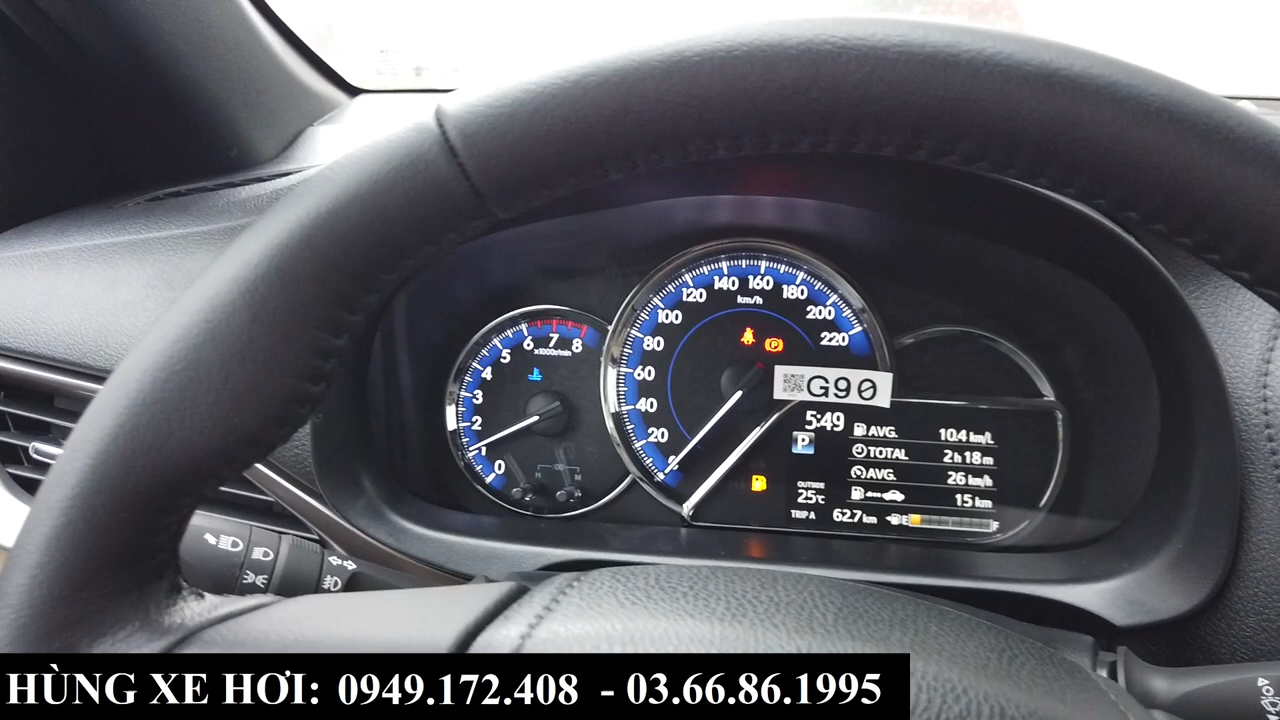 0 1 2 3 4 5 6 7 8
x1000r/min
H M
0 20 40 60 80 100 120 140 160 180 200 220
km/h
P
G90
5:49
P
AVG. 10.4 km/L
TOTAL 2h 18m
AVG. 26 km/h
15 km
OUTSIDE
25℃
TRIP A 62.7 km
E F
HÙNG XE HƠI: 0949.172.408 - 03.66.86.1995